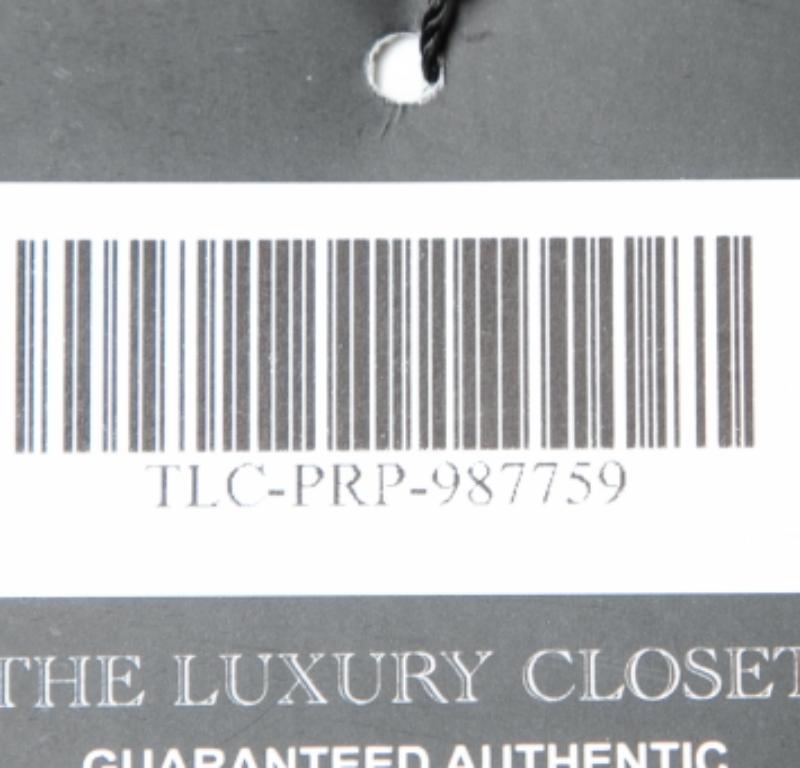 TLC-PRP-987759
THE LUXURY CLOSET
GUARANTEED AUTHENTIC